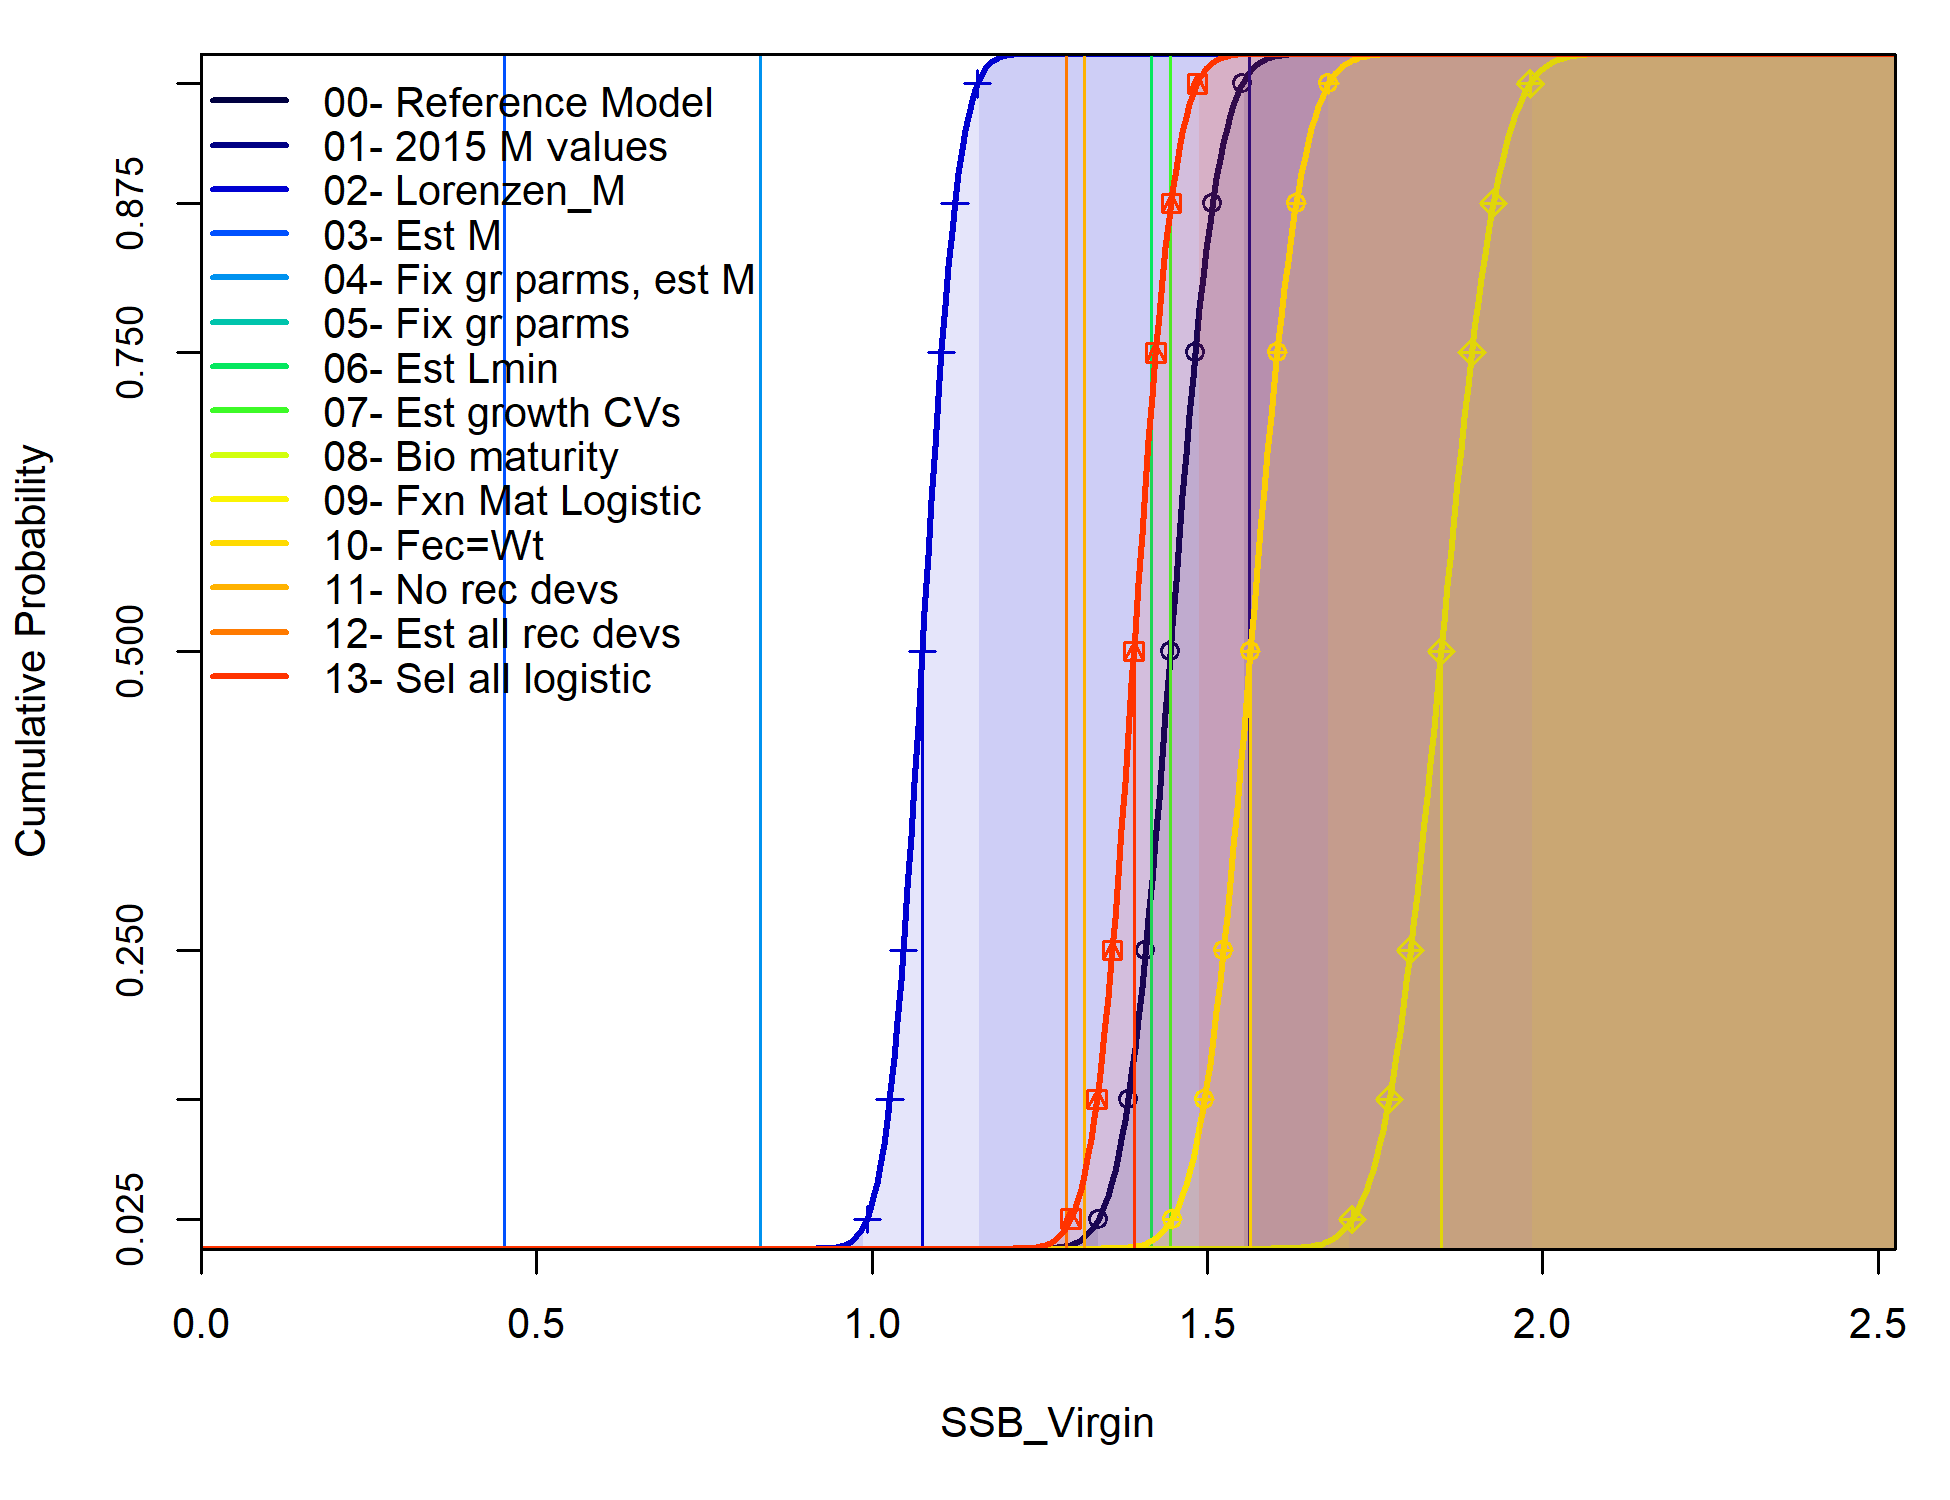 00- Reference Model
01- 2015 M values
02- Lorenzen_M
03- Est M
04- Fix gr parms, est M
05- Fix gr parms
06- Est Lmin
07- Est growth CVs
08- Bio maturity
09- Fxn Mat Logistic
10- Fec=Wt
11- No rec devs
12- Est all rec devs
13- Sel all logistic
Cumulative Probability
0.875
0.750
0.500
0.250
0.025
0.0 0.5 1.0 1.5 2.0 2.5
SSB_Virgin